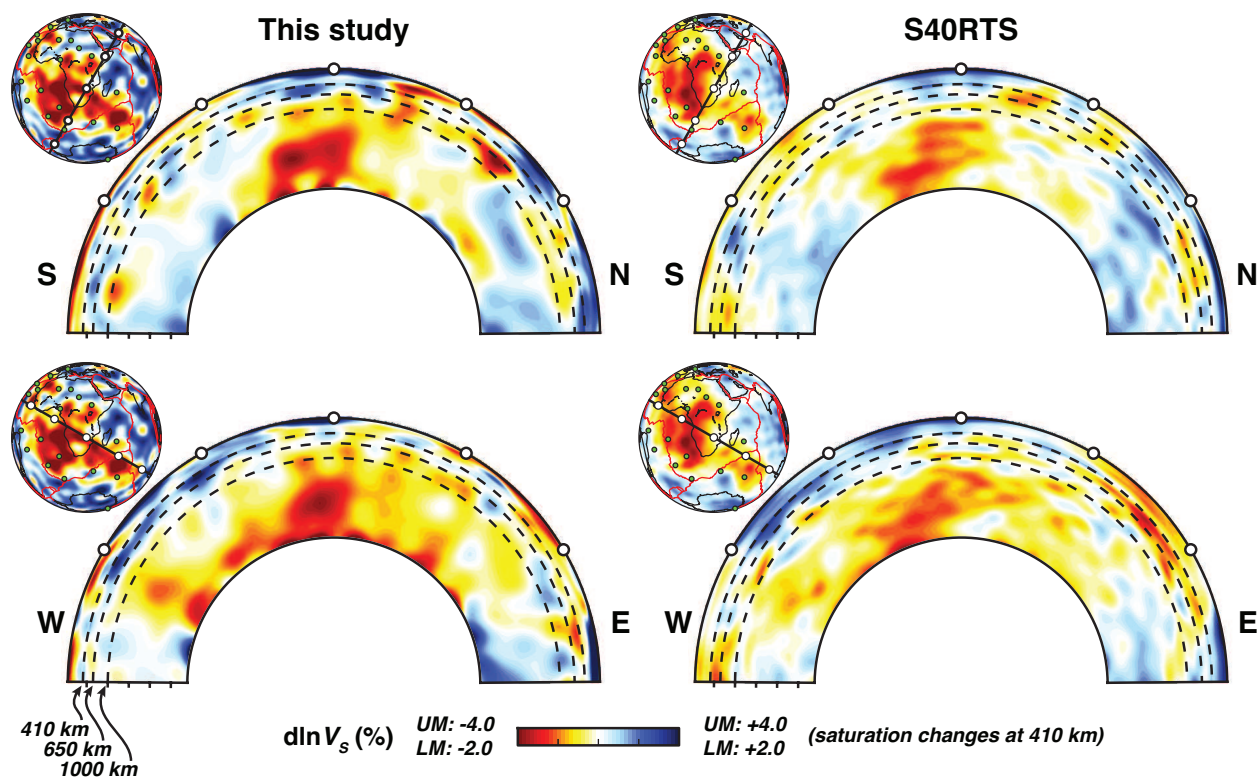 This study
S40RTS
S
N
S
N
W
E
W
E
410 km
650 km
1000 km
dln Vs (%)
UM: -4.0
LM: -2.0
UM: +4.0
LM: +2.0
(saturation changes at 410 km)